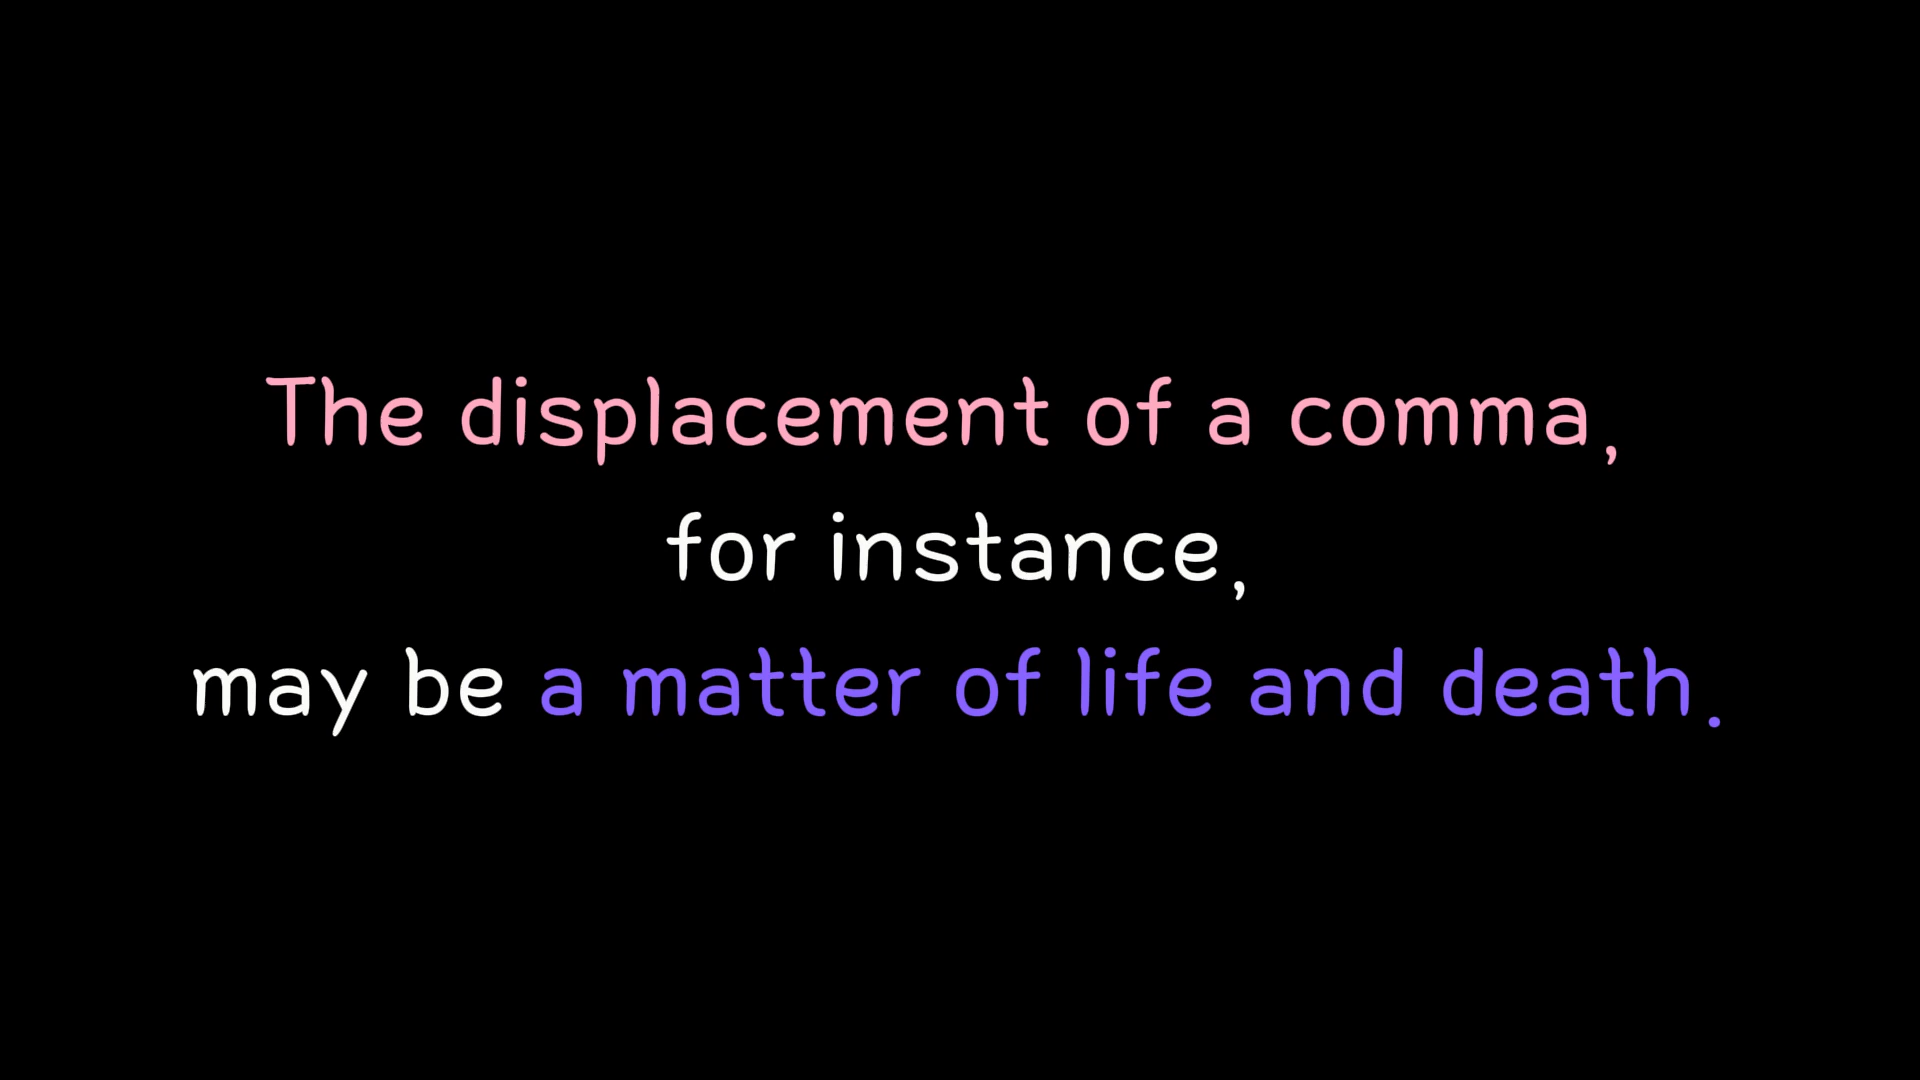 The displacement of a comma,
for instance,
may be a matter of life and death.